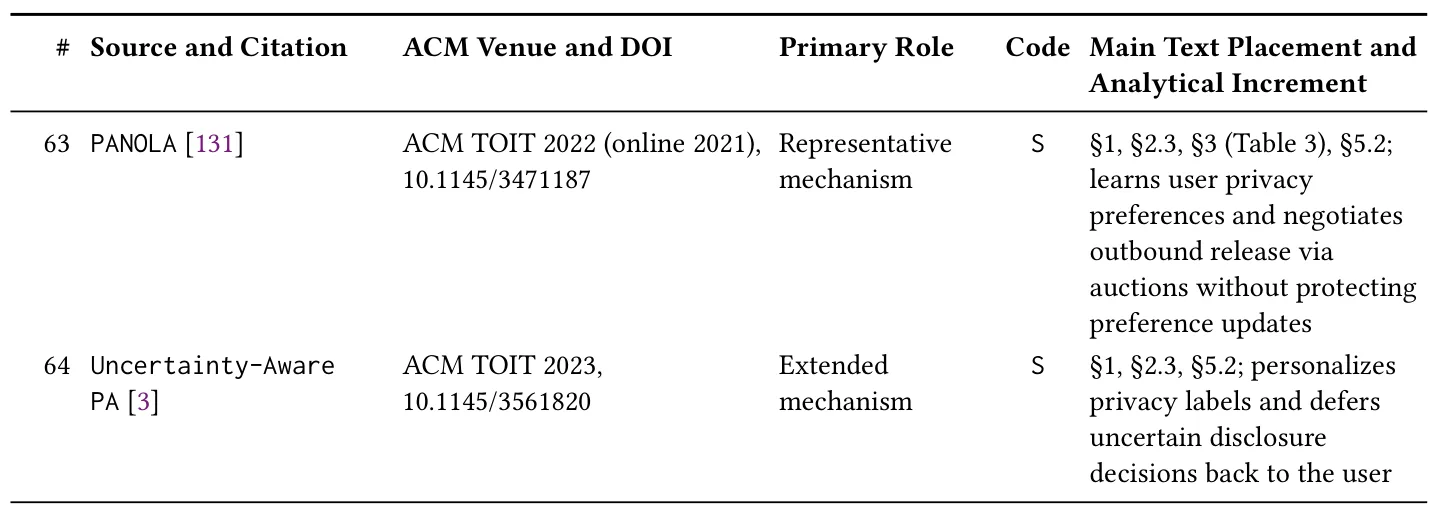 # Source and Citation ACM Venue and DOI Primary Role Code Main Text Placement and
Analytical Increment
63 PANOLA [131] ACM TOIT 2022 (online 2021), Representative S §1, §2.3, §3 (Table 3), §5.2;
10.1145/3471187 mechanism learns user privacy
preferences and negotiates
outbound release via
auctions without protecting
preference updates
64 Uncertainty-Aware ACM TOIT 2023, Extended S §1, §2.3, §5.2; personalizes
PA [3] 10.1145/3561820 mechanism privacy labels and defers
uncertain disclosure
decisions back to the user